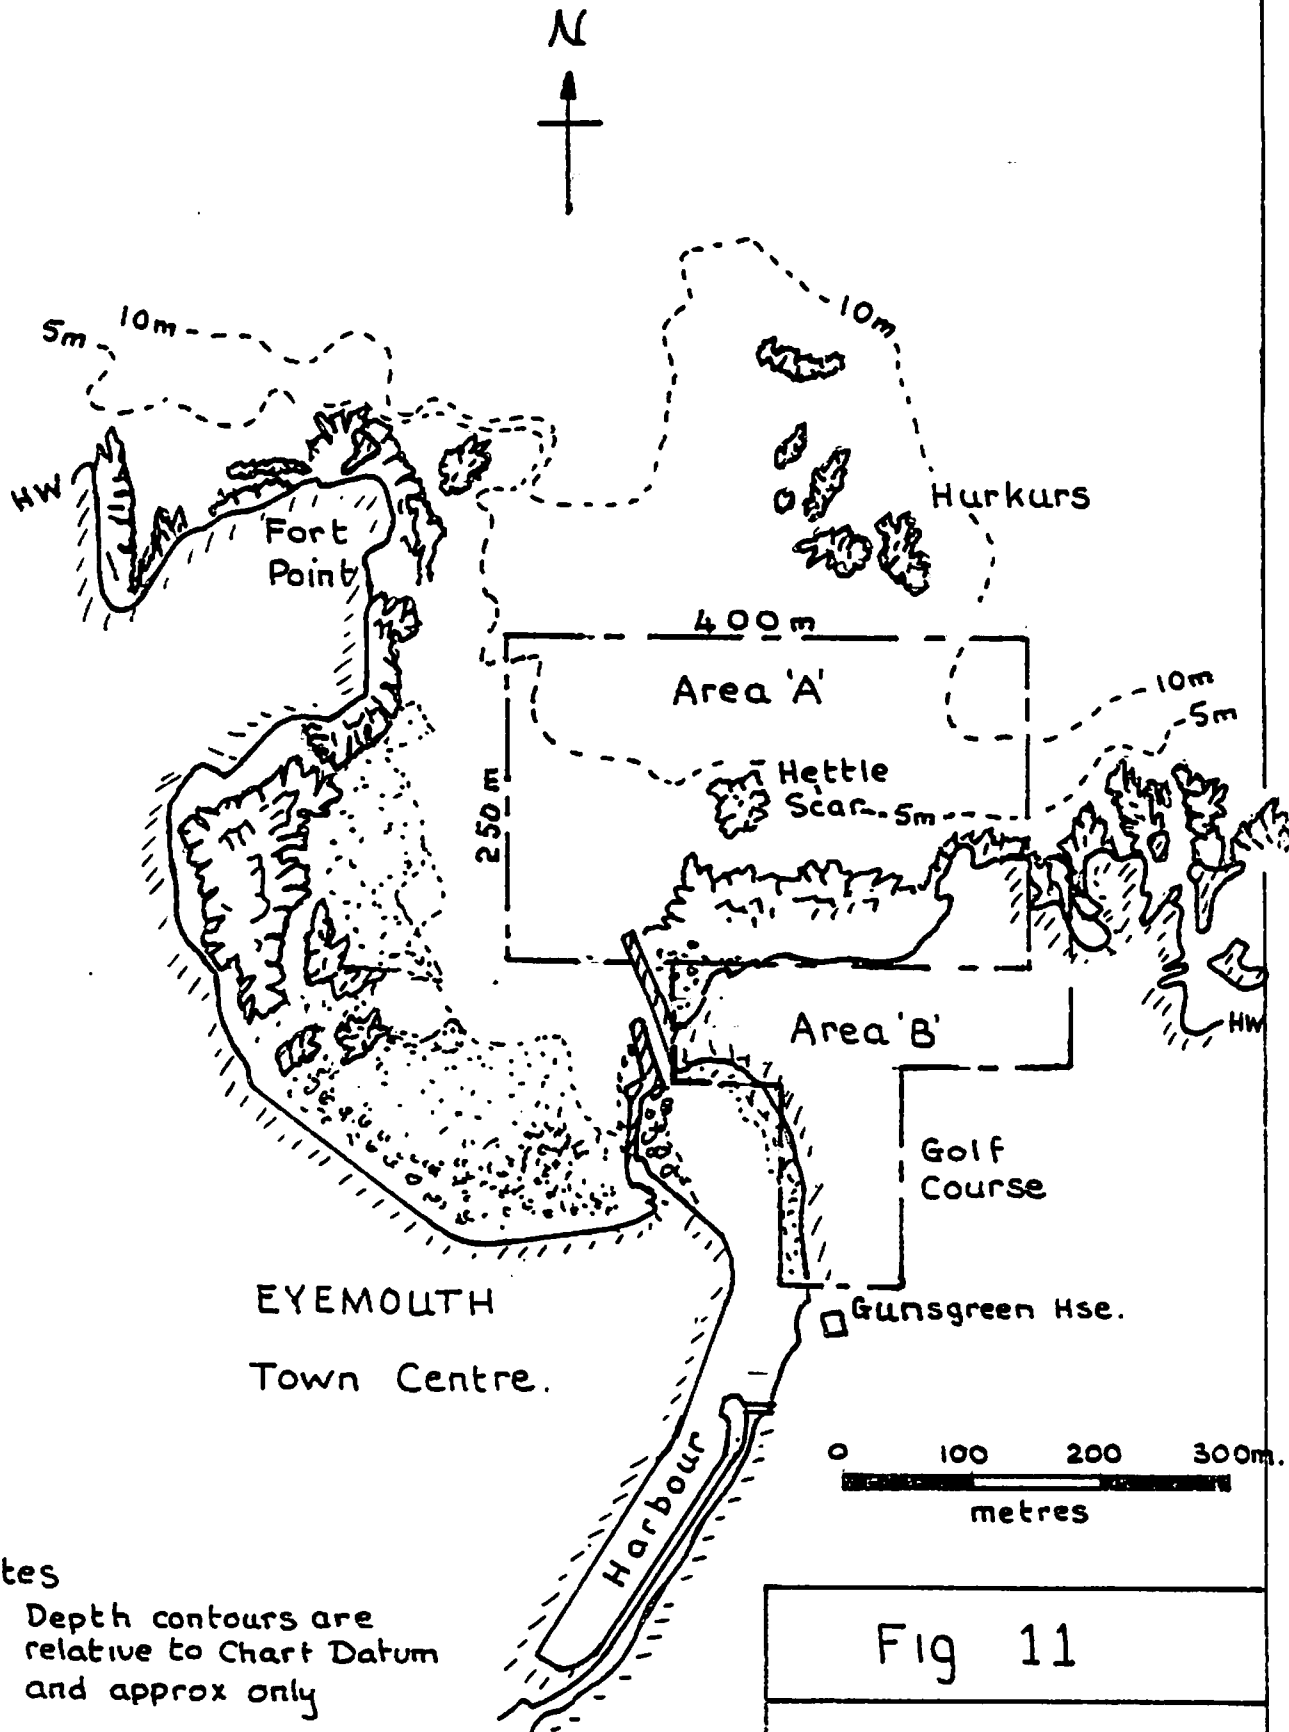 N
10m
5m
10m
HW
Hurkurs
Fort
Point
400m
Area 'A'
10m
5m
Hettle
Scar
5m
250m
HW
Area 'B'
Golf
Course
EYEMOUTH
Town Centre.
Gunsgreen Hse.
Harbour
0 100 200 300m.
metres
tes
Depth contours are
relative to Chart Datum
and approx only
Fig 11